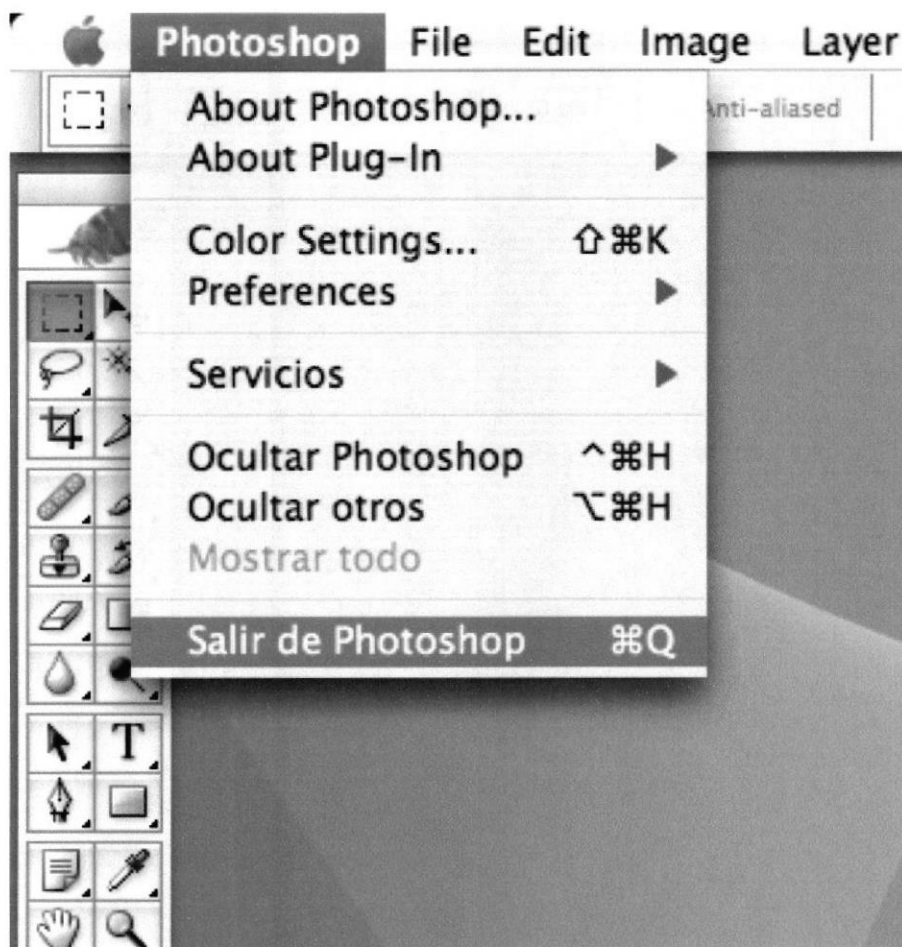 Photoshop File Edit Image Layer
Anti-aliased
About Photoshop...
About Plug-In
Color Settings... ⇧⌘K
Preferences
Servicios
Ocultar Photoshop ^⌘H
Ocultar otros ⌥⌘H
Mostrar todo
Salir de Photoshop ⌘Q
T